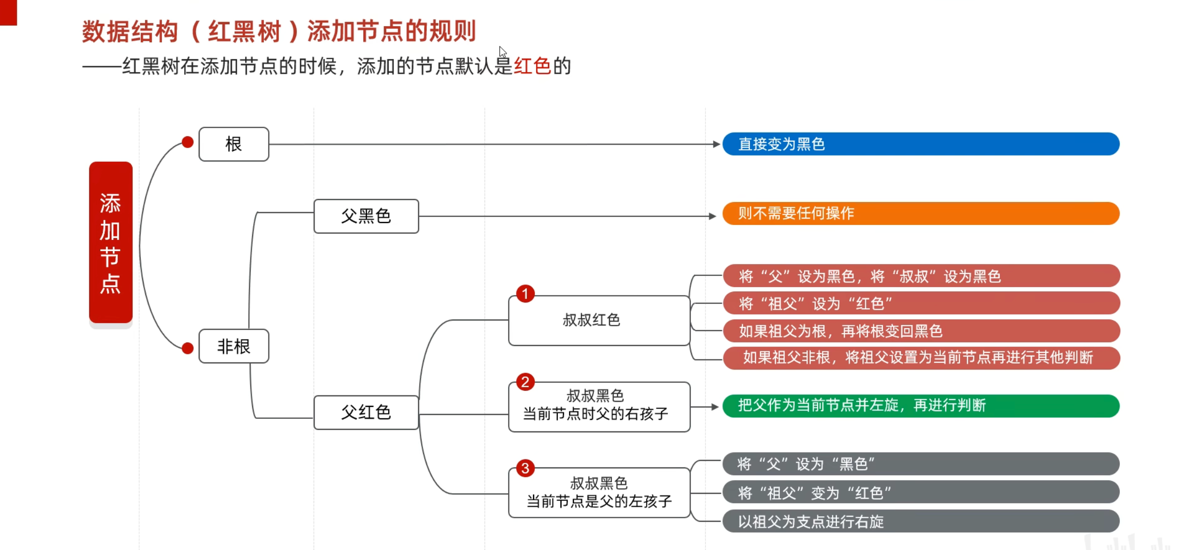 数据结构（红黑树）添加节点的规则
——红黑树在添加节点的时候，添加的节点默认是红色的
添加节点
根
直接变为黑色
非根
父黑色
则不需要任何操作
父红色
1
叔叔红色
将“父”设为黑色，将“叔叔”设为黑色
将“祖父”设为“红色”
如果祖父为根，再将根变回黑色
如果祖父非根，将祖父设置为当前节点再进行其他判断
2
叔叔黑色
当前节点时父的右孩子
把父作为当前节点并左旋，再进行判断
3
叔叔黑色
当前节点是父的左孩子
将“父”设为“黑色”
将“祖父”变为“红色”
以祖父为支点进行右旋